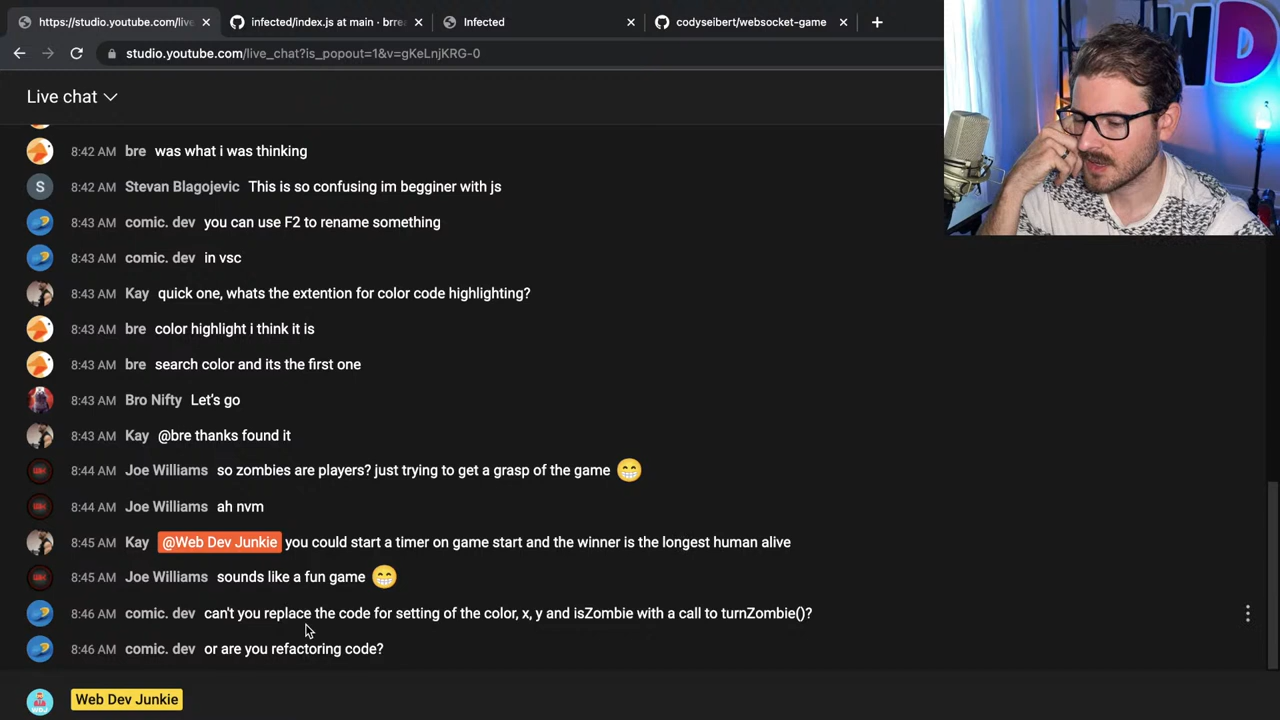 https://studio.youtube.com/live
infected/index.js at main · brrea
Infected
codyseibert/websocket-game
studio.youtube.com/live_chat?is_popout=1&v=gKeLnjKRG-0
WD
Live chat
8:42 AM bre was what i was thinking
S 8:42 AM Stevan Blagojevic This is so confusing im begginer with js
8:43 AM comic. dev you can use F2 to rename something
8:43 AM comic. dev in vsc
8:43 AM Kay quick one, whats the extention for color code highlighting?
8:43 AM bre color highlight i think it is
8:43 AM bre search color and its the first one
8:43 AM Bro Nifty Let's go
8:43 AM Kay @bre thanks found it
8:44 AM Joe Williams so zombies are players? just trying to get a grasp of the game 😁
8:44 AM Joe Williams ah nvm
8:45 AM Kay @Web Dev Junkie you could start a timer on game start and the winner is the longest human alive
8:45 AM Joe Williams sounds like a fun game 😁
8:46 AM comic. dev can't you replace the code for setting of the color, x, y and isZombie with a call to turnZombie()?
8:46 AM comic. dev or are you refactoring code?
Web Dev Junkie